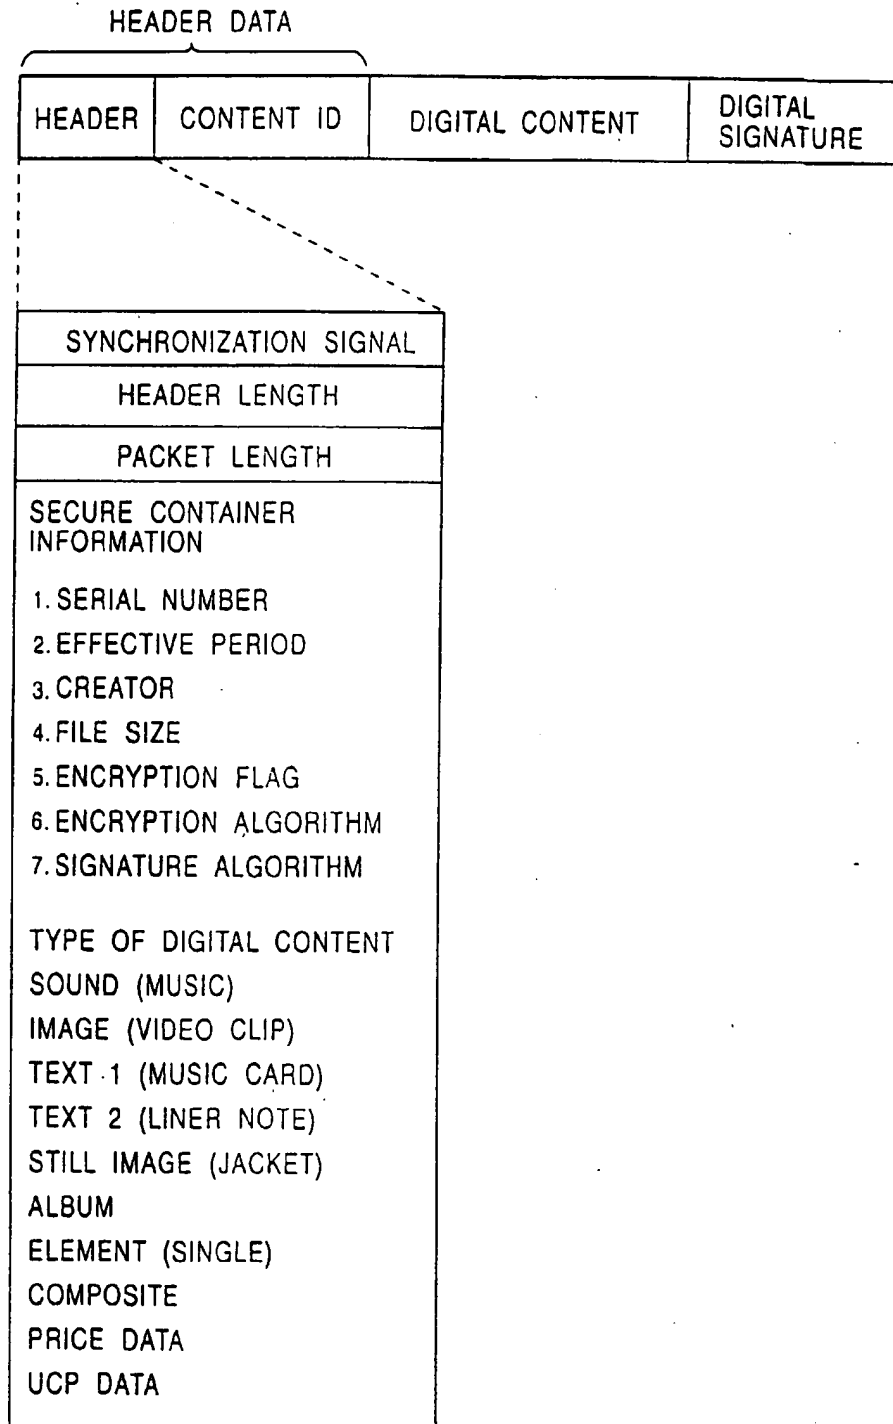 HEADER DATA
HEADER
CONTENT ID
DIGITAL CONTENT
DIGITAL
SIGNATURE
SYNCHRONIZATION SIGNAL
HEADER LENGTH
PACKET LENGTH
SECURE CONTAINER
INFORMATION
1. SERIAL NUMBER
2. EFFECTIVE PERIOD
3. CREATOR
4. FILE SIZE
5. ENCRYPTION FLAG
6. ENCRYPTION ALGORITHM
7. SIGNATURE ALGORITHM
TYPE OF DIGITAL CONTENT
SOUND (MUSIC)
IMAGE (VIDEO CLIP)
TEXT 1 (MUSIC CARD)
TEXT 2 (LINER NOTE)
STILL IMAGE (JACKET)
ALBUM
ELEMENT (SINGLE)
COMPOSITE
PRICE DATA
UCP DATA